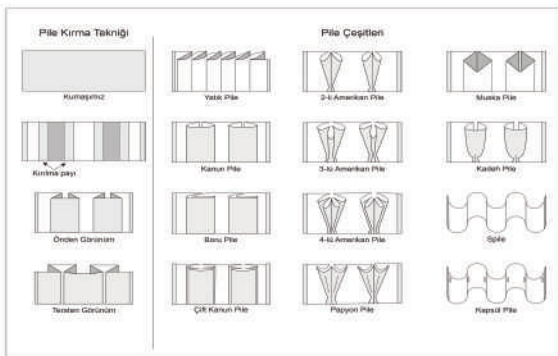 Pile Kırma Tekniği
Pile Çeşitleri
Kumaşımız
Kırılma payı
Önden Görünüm
Tersten Görünüm
Yatık Pile
2-li Amerikan Pile
Muska Pile
Kanun Pile
3-lü Amerikan Pile
Kadeh Pile
Boru Pile
4-lü Amerikan Pile
Spile
Çift Kanun Pile
Papyon Pile
Kapsül Pile